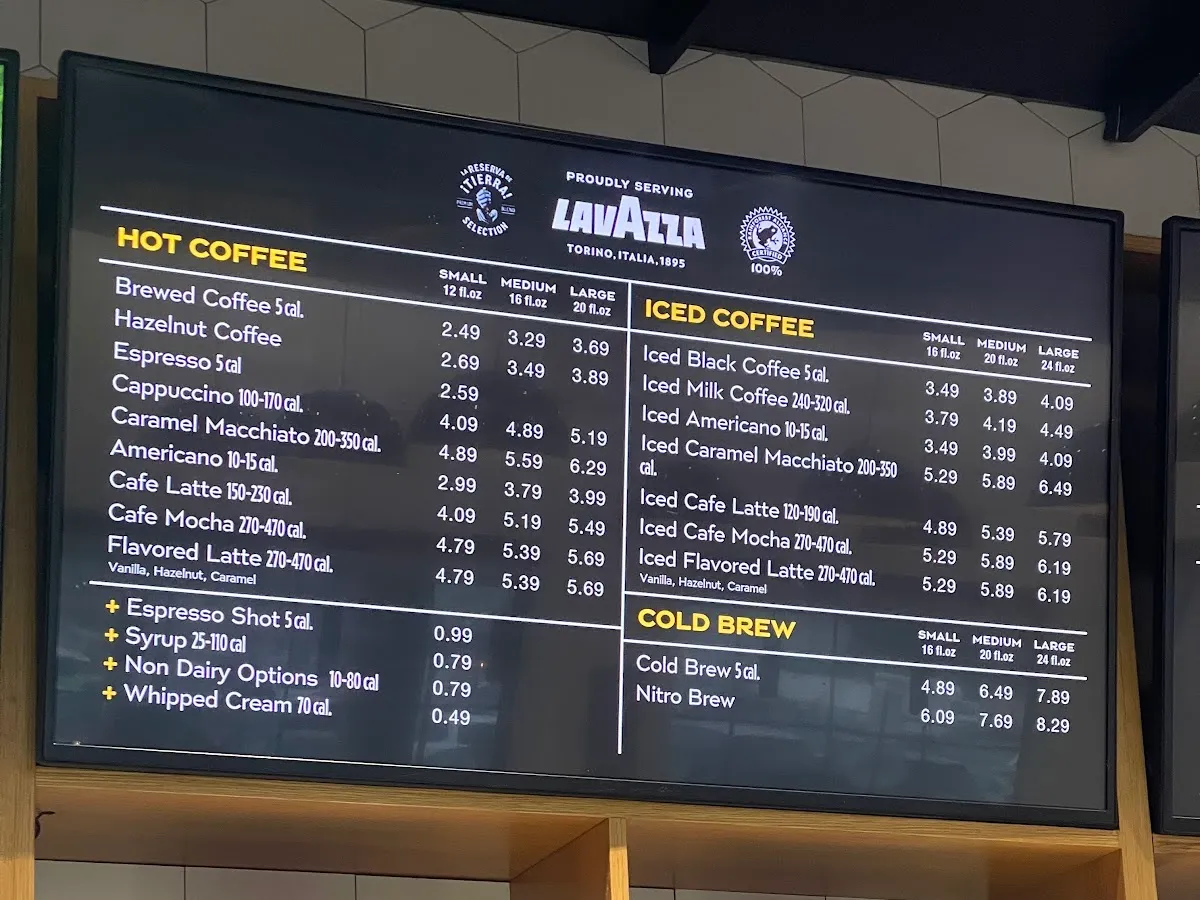 LA RESERVA DE
¡TIERRA!
PREMIUM BLEND
SELECTION
PROUDLY SERVING
LAVAZZA
TORINO, ITALIA, 1895
RAINFOREST ALLIANCE
CERTIFIED
100%
HOT COFFEE
SMALL MEDIUM LARGE
12 fl.oz 16 fl.oz 20 fl.oz
Brewed Coffee 5 cal. 2.49 3.29 3.69
Hazelnut Coffee 2.69 3.49 3.89
Espresso 5 cal 2.59
Cappuccino 100-170 cal. 4.09 4.89 5.19
Caramel Macchiato 200-350 cal. 4.89 5.59 6.29
Americano 10-15 cal. 2.99 3.79 3.99
Cafe Latte 150-230 cal. 4.09 5.19 5.49
Cafe Mocha 270-470 cal. 4.79 5.39 5.69
Flavored Latte 270-470 cal. 4.79 5.39 5.69
Vanilla, Hazelnut, Caramel
+ Espresso Shot 5 cal. 0.99
+ Syrup 25-110 cal 0.79
+ Non Dairy Options 10-80 cal 0.79
+ Whipped Cream 70 cal. 0.49
ICED COFFEE
SMALL MEDIUM LARGE
16 fl.oz 20 fl.oz 24 fl.oz
Iced Black Coffee 5 cal. 3.49 3.89 4.09
Iced Milk Coffee 240-320 cal. 3.79 4.19 4.49
Iced Americano 10-15 cal. 3.49 3.99 4.09
Iced Caramel Macchiato 200-350 5.29 5.89 6.49
cal.
Iced Cafe Latte 120-190 cal. 4.89 5.39 5.79
Iced Cafe Mocha 270-470 cal. 5.29 5.89 6.19
Iced Flavored Latte 270-470 cal. 5.29 5.89 6.19
Vanilla, Hazelnut, Caramel
COLD BREW
SMALL MEDIUM LARGE
16 fl.oz 20 fl.oz 24 fl.oz
Cold Brew 5 cal. 4.89 6.49 7.89
Nitro Brew 6.09 7.69 8.29